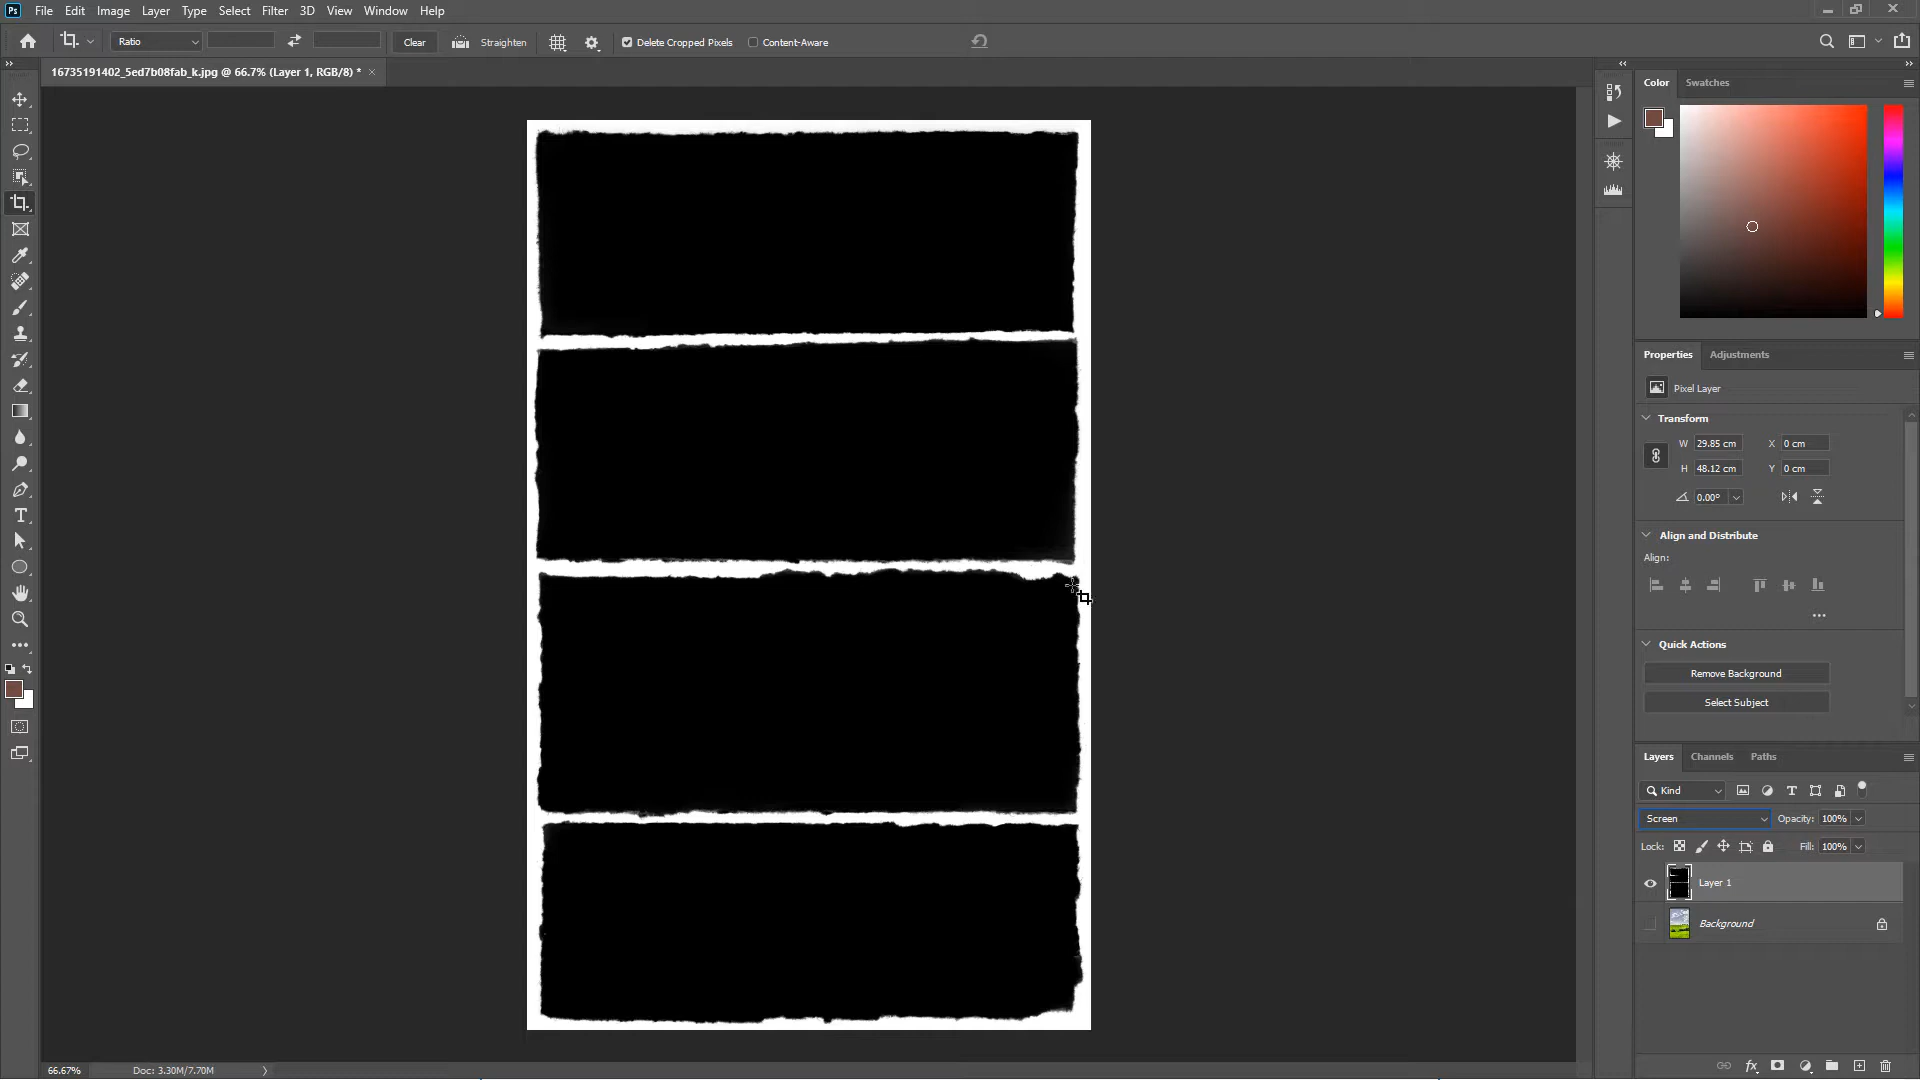 Ps File Edit Image Layer Type Select Filter 3D View Window Help
Ratio Clear Straighten Delete Cropped Pixels Content-Aware
16735191402_5ed7b08fab_k.jpg @ 66.7% (Layer 1, RGB/8) *
Color Swatches
Properties Adjustments
Pixel Layer
Transform
W 29.85 cm X 0 cm
H 48.12 cm Y 0 cm
0.00°
Align and Distribute
Align:
Quick Actions
Remove Background
Select Subject
Layers Channels Paths
Kind
Screen Opacity: 100%
Lock: Fill: 100%
Layer 1
Background
66.67% Doc: 3.30M/7.70M